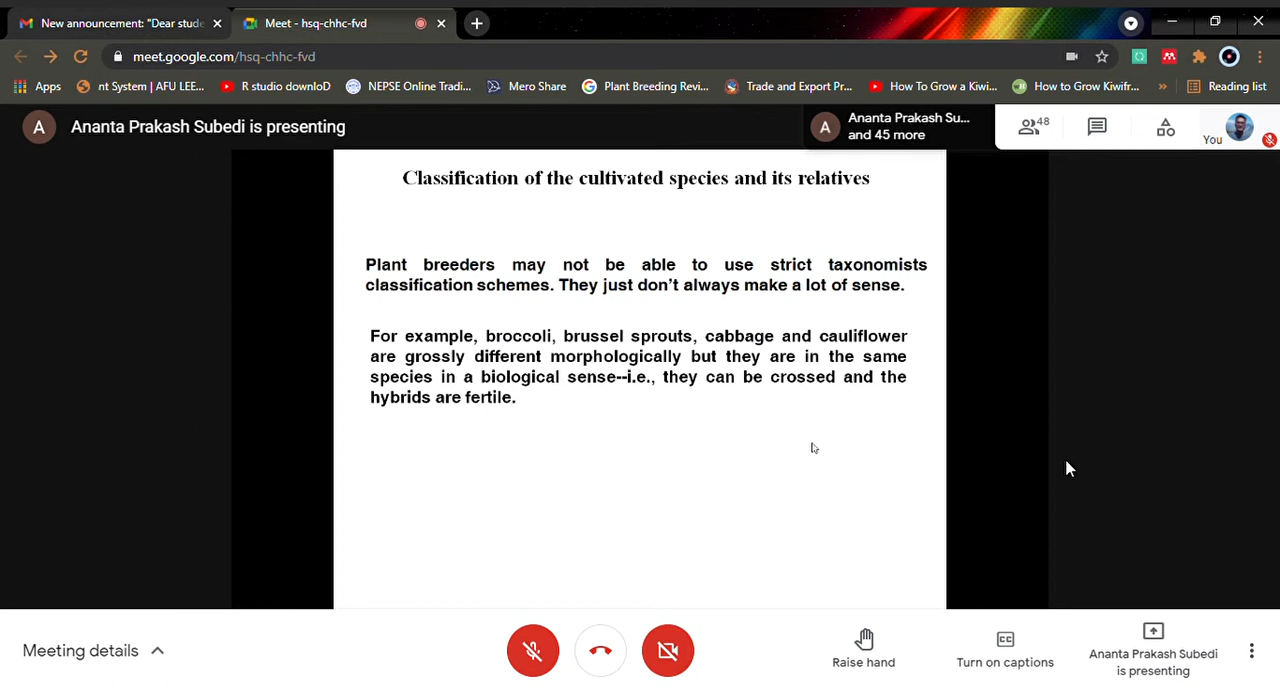 New announcement: "Dear stude
Meet - hsq-chhc-fvd
meet.google.com/hsq-chhc-fvd
Apps
nt System | AFU LEE...
R studio downloD
NEPSE Online Tradi...
Mero Share
Plant Breeding Revi...
Trade and Export Pr...
How To Grow a Kiwi...
How to Grow Kiwifr...
»
Reading list
A
Ananta Prakash Subedi is presenting
A
Ananta Prakash Su...
and 45 more
48
You
Classification of the cultivated species and its relatives
Plant breeders may not be able to use strict taxonomists
classification schemes. They just don't always make a lot of sense.
For example, broccoli, brussel sprouts, cabbage and cauliflower
are grossly different morphologically but they are in the same
species in a biological sense--i.e., they can be crossed and the
hybrids are fertile.
Meeting details
Raise hand
CC
Turn on captions
Ananta Prakash Subedi
is presenting